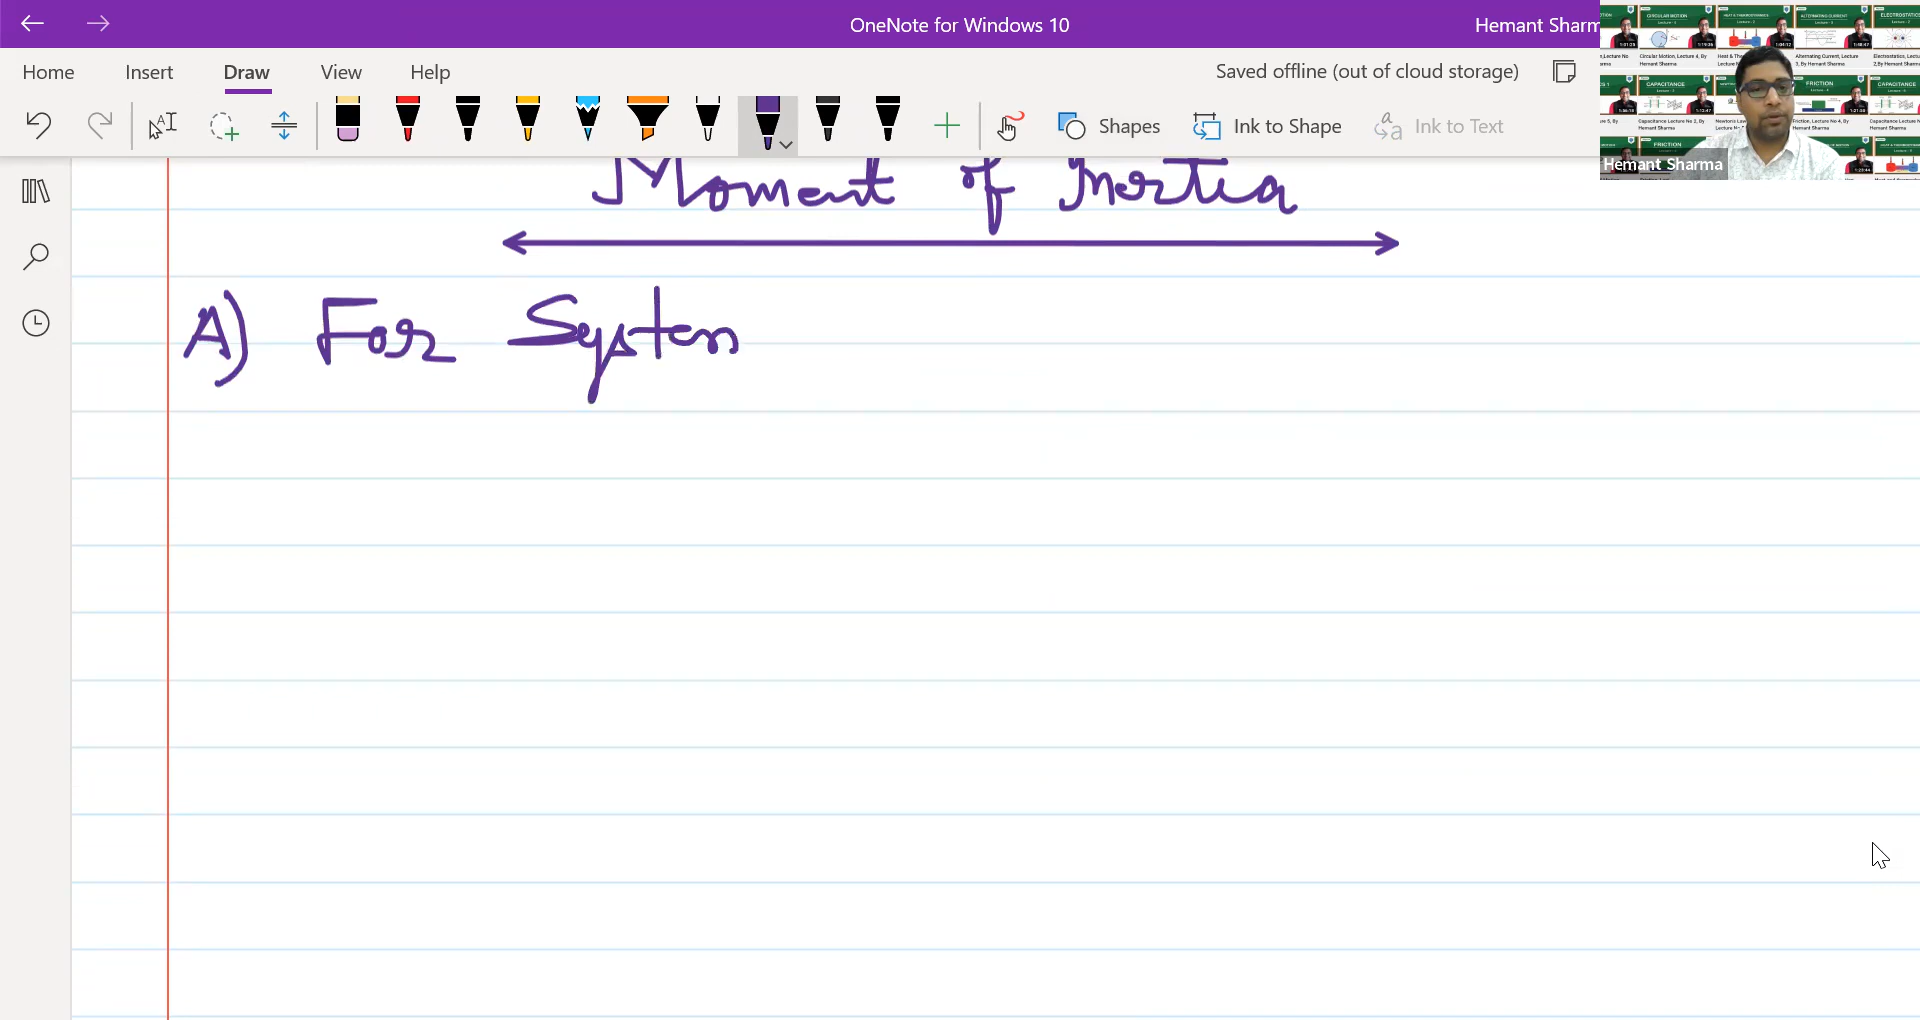 OneNote for Windows 10
Hemant Sharm
Home Insert Draw View Help
Saved offline (out of cloud storage)
Shapes Ink to Shape Ink to Text
Hemant Sharma
Moment of Inertia
A) For System